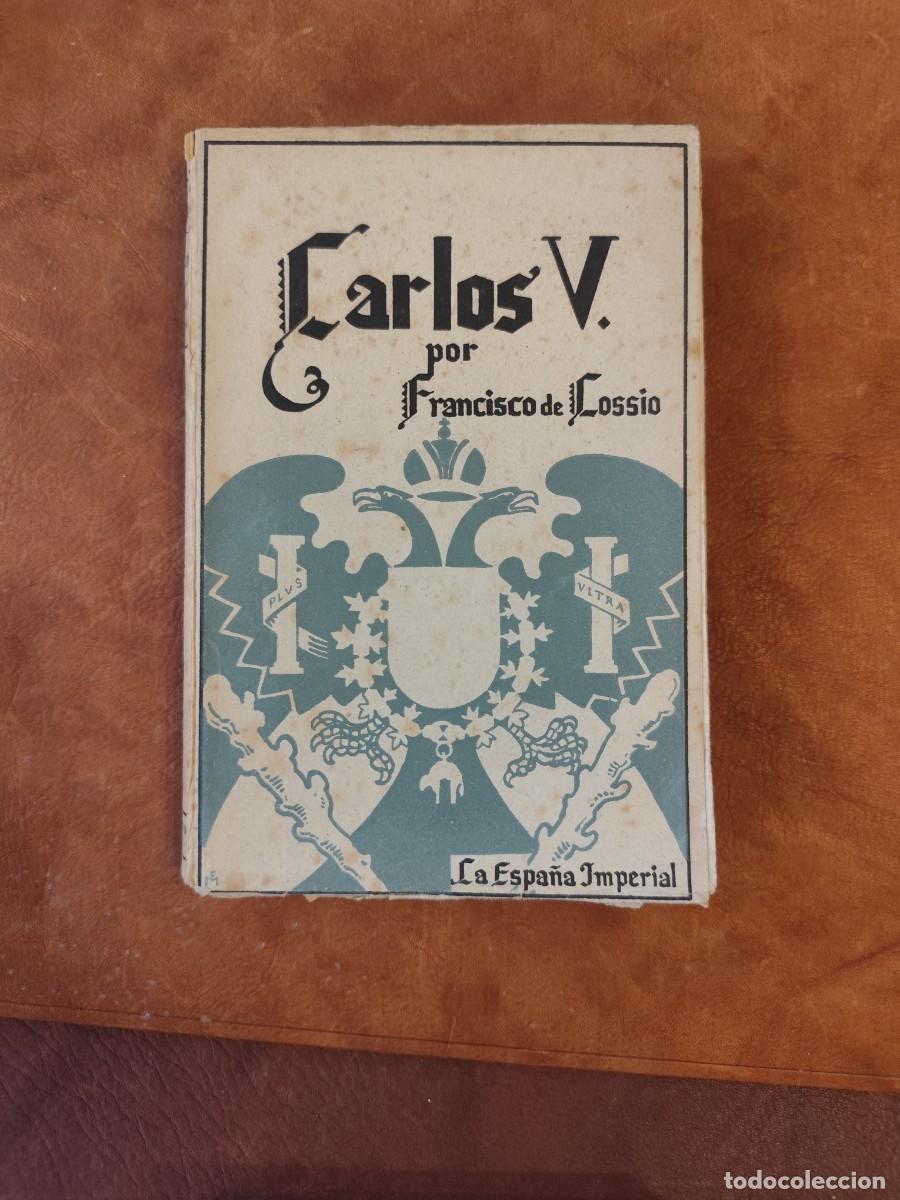 Carlos V.
por
Francisco de Cossio
PLVS
VLTRA
La España Imperial
todocoleccion